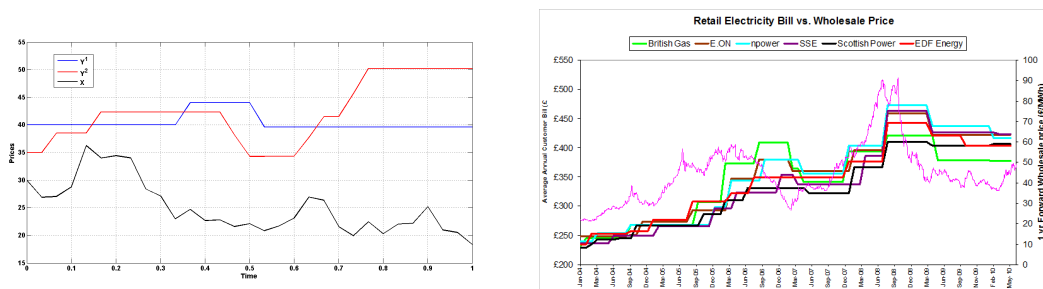 55
50
45
40
35
30
25
20
15
Prices
0 0.1 0.2 0.3 0.4 0.5 0.6 0.7 0.8 0.9 1
Time
Y1
Y2
X
Retail Electricity Bill vs. Wholesale Price
British Gas E.ON npower SSE Scottish Power EDF Energy
£550
£500
£450
£400
£350
£300
£250
£200
Average Annual Customer Bill (£
100
90
80
70
60
50
40
30
20
10
0
1 yr Forward Wholesale price (£/MWh)
Jan-04
Mar-04
Jun-04
Sep-04
Dec-04
Mar-05
Jun-05
Sep-05
Dec-05
Mar-06
Jun-06
Sep-06
Dec-06
Mar-07
Jun-07
Sep-07
Dec-07
Mar-08
Jun-08
Sep-08
Dec-08
Mar-09
Jun-09
Sep-09
Nov-09
Feb-10
May-10